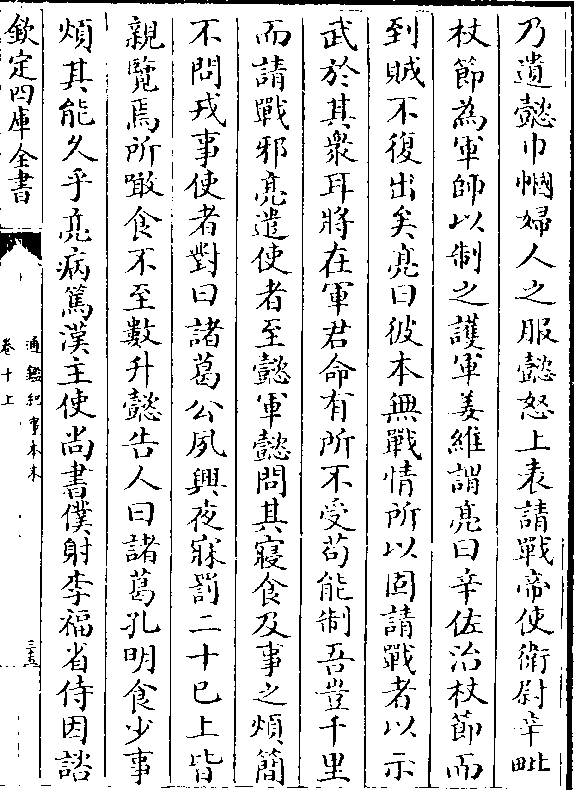 乃遺懿巾幗婦人之服懿怒上表請戰帝使衛尉辛毗
杖節為軍師以制之護軍姜維謂亮曰辛佐治杖節而
到賊不復出矣亮曰彼本無戰情所以固請戰者以示
武於其衆耳將在軍君命有所不受苟能制吾豈千里
而請戰邪亮遣使者至懿軍懿問其寢食及事之煩簡
不問戎事使者對曰諸葛公夙興夜寐罰二十已上皆
親覽焉所噉食不至數升懿告人曰諸葛孔明食少事
煩其能久乎亮病篤漢主使尚書僕射李福省侍因諮
欽定四庫全書
通鑑紀事本末
卷十上
三五